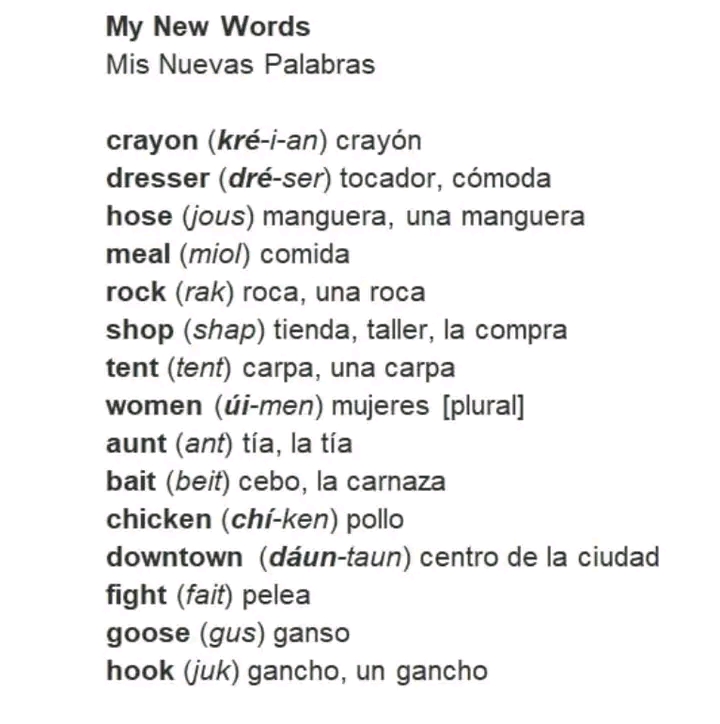 My New Words
Mis Nuevas Palabras
crayon (kré-i-an) crayón
dresser (dré-ser) tocador, cómoda
hose (jous) manguera, una manguera
meal (miol) comida
rock (rak) roca, una roca
shop (shap) tienda, taller, la compra
tent (tent) carpa, una carpa
women (úi-men) mujeres [plural]
aunt (ant) tía, la tía
bait (beit) cebo, la carnaza
chicken (chí-ken) pollo
downtown (dáun-taun) centro de la ciudad
fight (fait) pelea
goose (gus) ganso
hook (juk) gancho, un gancho